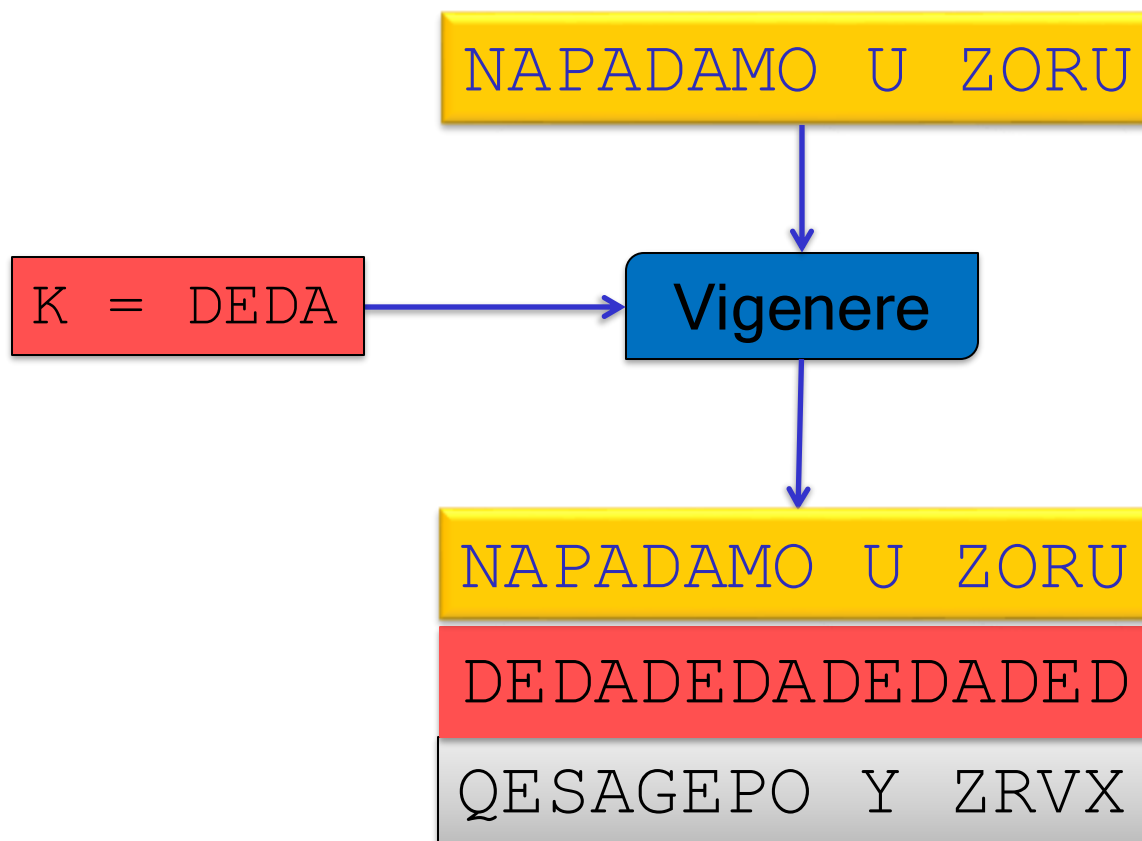 NAPADAMO U ZORU
K = DEDA
Vigenere
NAPADAMO U ZORU
DEDADEDADEDADED
QESAGEPO Y ZRVX